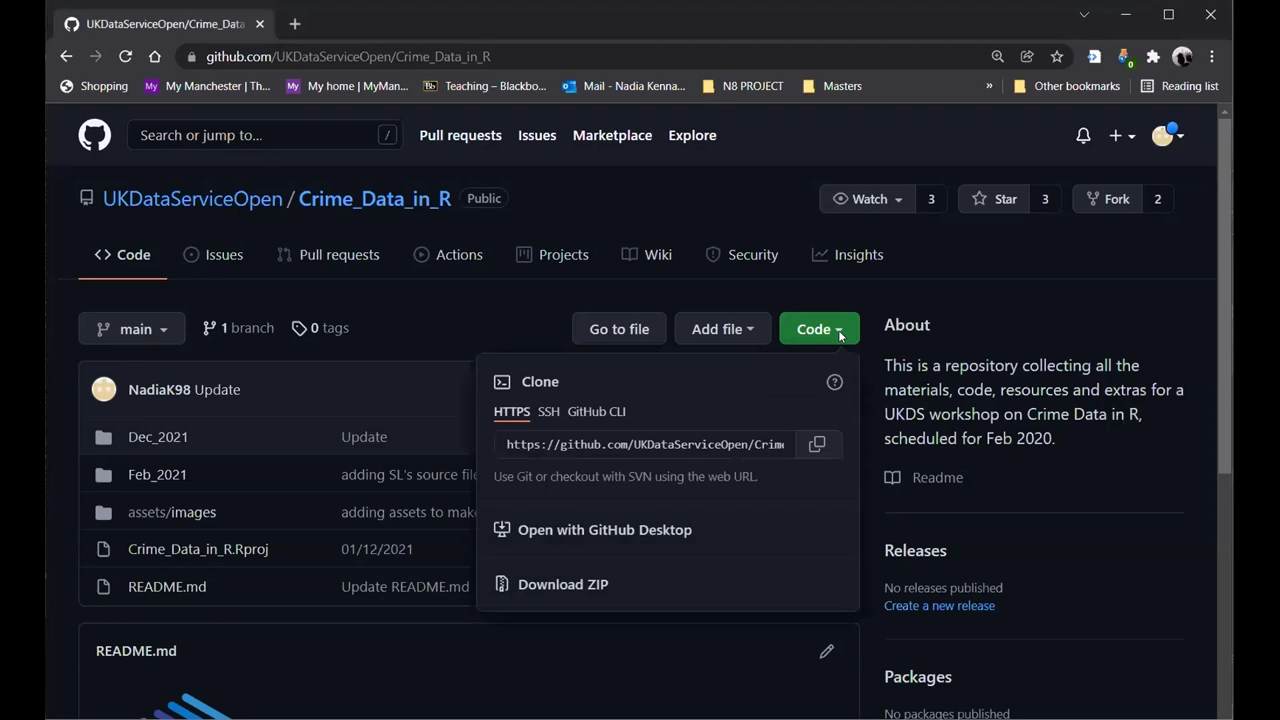 UKDataServiceOpen/Crime_Data
github.com/UKDataServiceOpen/Crime_Data_in_R
0
Shopping
My My Manchester | Th...
My My home | MyMan...
Bb Teaching – Blackbo...
Mail - Nadia Kenna...
N8 PROJECT
Masters
»
Other bookmarks
Reading list
Search or jump to...
/
Pull requests
Issues
Marketplace
Explore
UKDataServiceOpen / Crime_Data_in_R
Public
Watch 3
Star 3
Fork 2
Code
Issues
Pull requests
Actions
Projects
Wiki
Security
Insights
main
1 branch
0 tags
Go to file
Add file
Code
NadiaK98 Update
Dec_2021 Update
Feb_2021 adding SL's source file
assets/images adding assets to make
Crime_Data_in_R.Rproj 01/12/2021
README.md Update README.md
Clone
HTTPS SSH GitHub CLI
https://github.com/UKDataServiceOpen/Crime
Use Git or checkout with SVN using the web URL.
Open with GitHub Desktop
Download ZIP
README.md
About
This is a repository collecting all the
materials, code, resources and extras for a
UKDS workshop on Crime Data in R,
scheduled for Feb 2020.
Readme
Releases
No releases published
Create a new release
Packages
No packages published